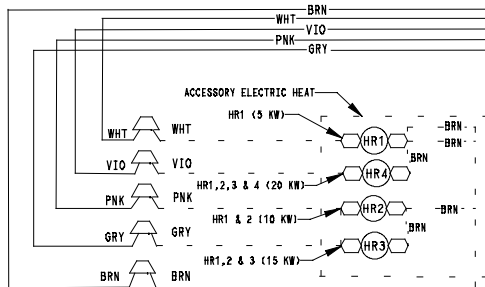 BRN
WHT
VIO
PNK
GRY
ACCESSORY ELECTRIC HEAT
HR1 (5 KW)
WHT WHT HR1 BRN
BRN
VIO VIO HR4 BRN
HR1,2,3 & 4 (20 KW)
PNK PNK HR2 BRN
HR1 & 2 (10 KW)
BRN
GRY GRY HR3
HR1,2 & 3 (15 KW)
BRN BRN